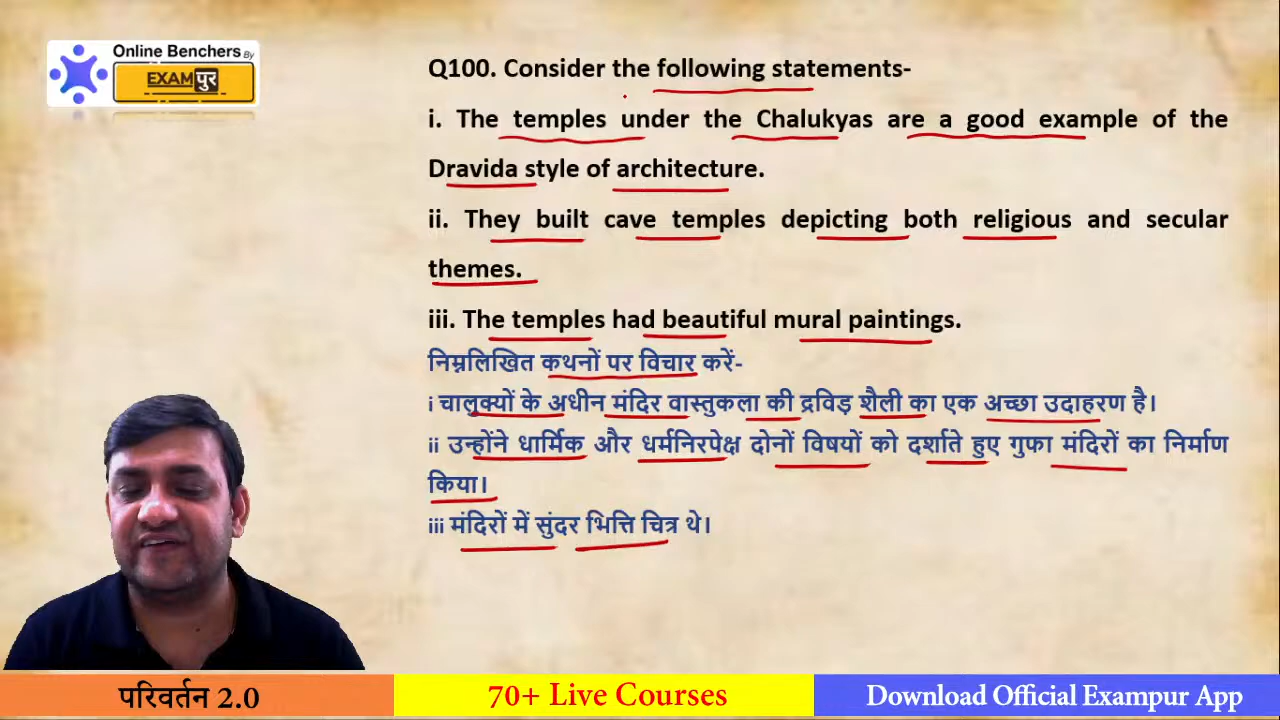 Online Benchers By
EXAMपुर
Q100. Consider the following statements-
i. The temples under the Chalukyas are a good example of the
Dravida style of architecture.
ii. They built cave temples depicting both religious and secular
themes.
iii. The temples had beautiful mural paintings.
निम्नलिखित कथनों पर विचार करें-
i चालुक्यों के अधीन मंदिर वास्तुकला की द्रविड़ शैली का एक अच्छा उदाहरण है।
ii उन्होंने धार्मिक और धर्मनिरपेक्ष दोनों विषयों को दर्शाते हुए गुफा मंदिरों का निर्माण
किया।
iii मंदिरों में सुंदर भित्ति चित्र थे।
परिवर्तन 2.0
70+ Live Courses
Download Official Exampur App